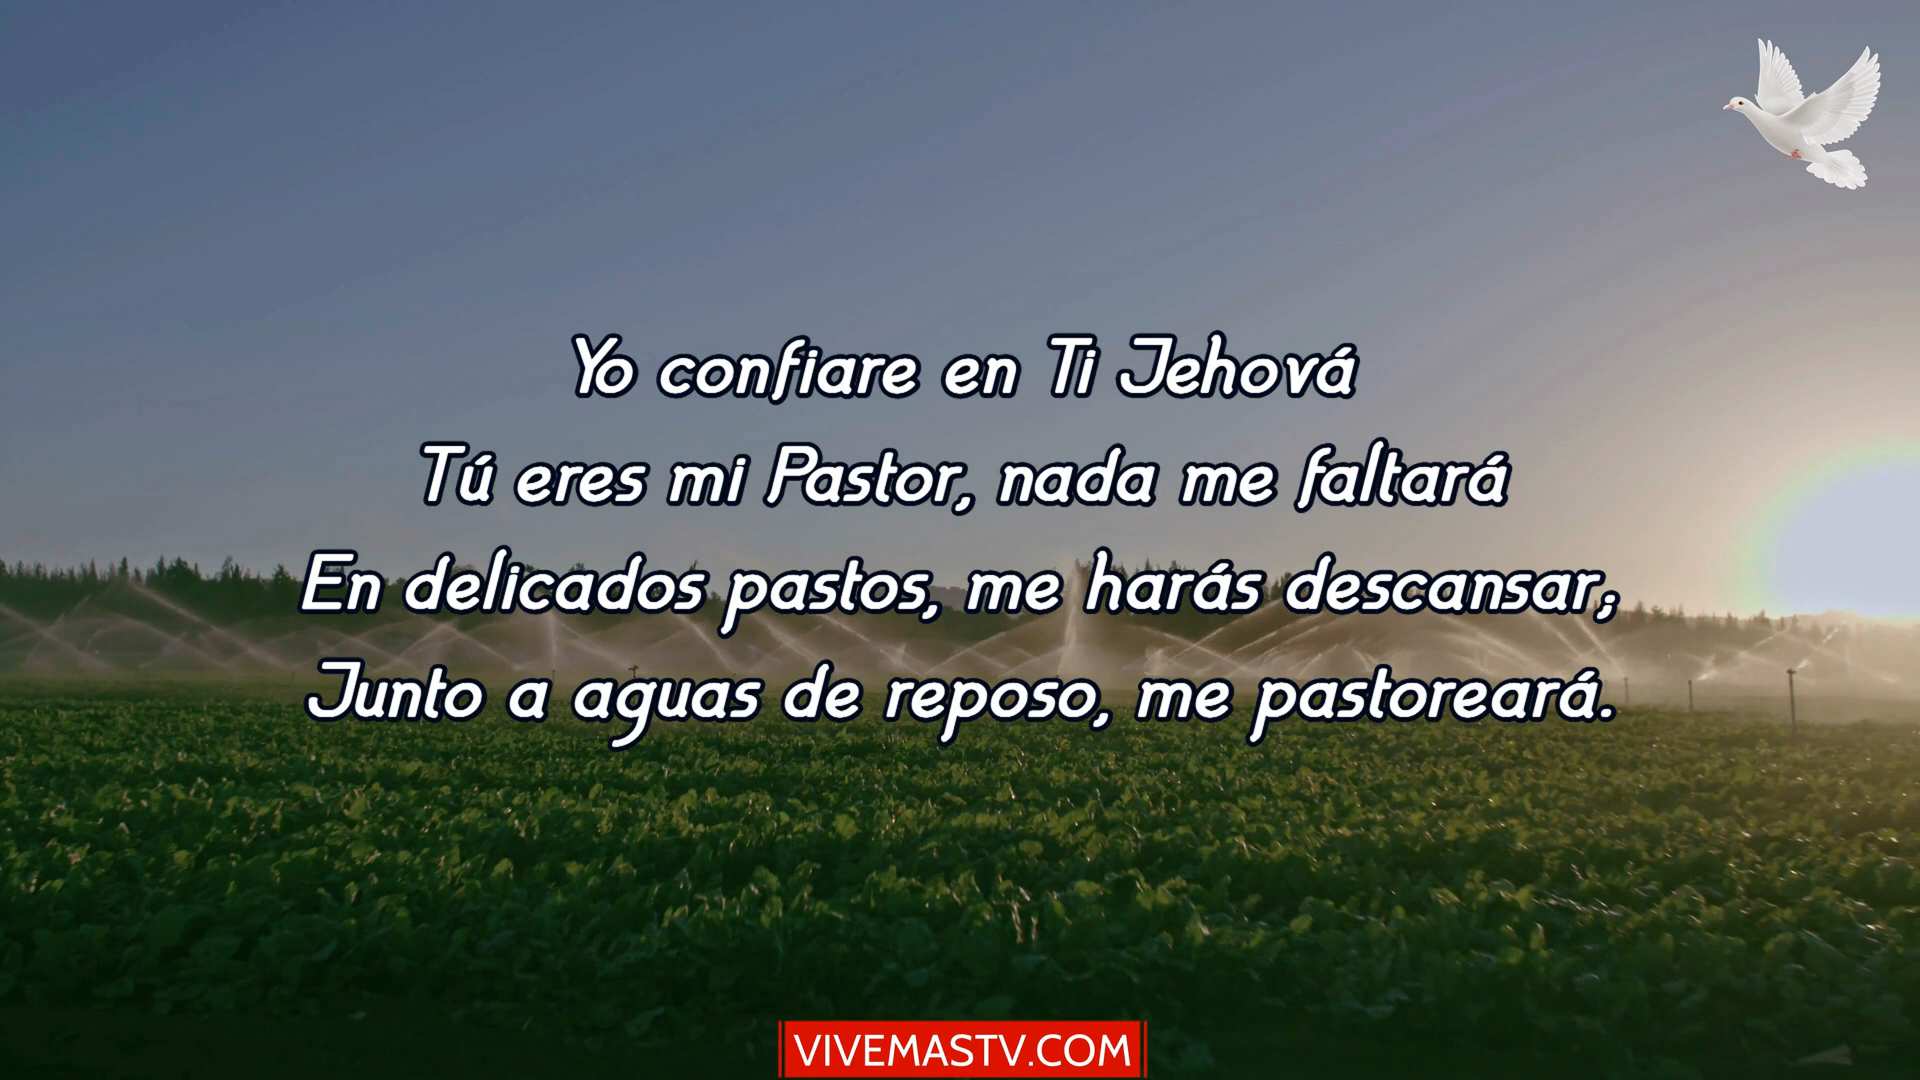 Yo confiare en Ti Jehová
Tú eres mi Pastor, nada me faltará
En delicados pastos, me harás descansar;
Junto a aguas de reposo, me pastoreará.
VIVEMASTV.COM